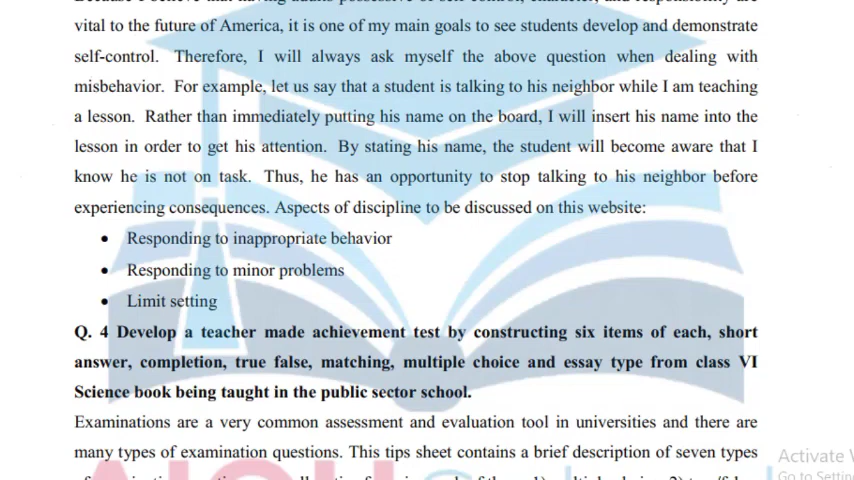 vital to the future of America, it is one of my main goals to see students develop and demonstrate
self-control. Therefore, I will always ask myself the above question when dealing with
misbehavior. For example, let us say that a student is talking to his neighbor while I am teaching
a lesson. Rather than immediately putting his name on the board, I will insert his name into the
lesson in order to get his attention. By stating his name, the student will become aware that I
know he is not on task. Thus, he has an opportunity to stop talking to his neighbor before
experiencing consequences. Aspects of discipline to be discussed on this website:
• Responding to inappropriate behavior
• Responding to minor problems
• Limit setting
Q. 4 Develop a teacher made achievement test by constructing six items of each, short
answer, completion, true false, matching, multiple choice and essay type from class VI
Science book being taught in the public sector school.
Examinations are a very common assessment and evaluation tool in universities and there are
many types of examination questions. This tips sheet contains a brief description of seven types
Activate
Go to Settin